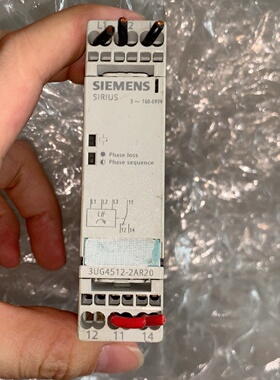 L1 L2 L3
SIEMENS
SIRIUS
3 ~ 160-690V
Phase loss
Phase sequence
L1 L2 L3 11
12 14
3UG4512-2AR20
12 11 14